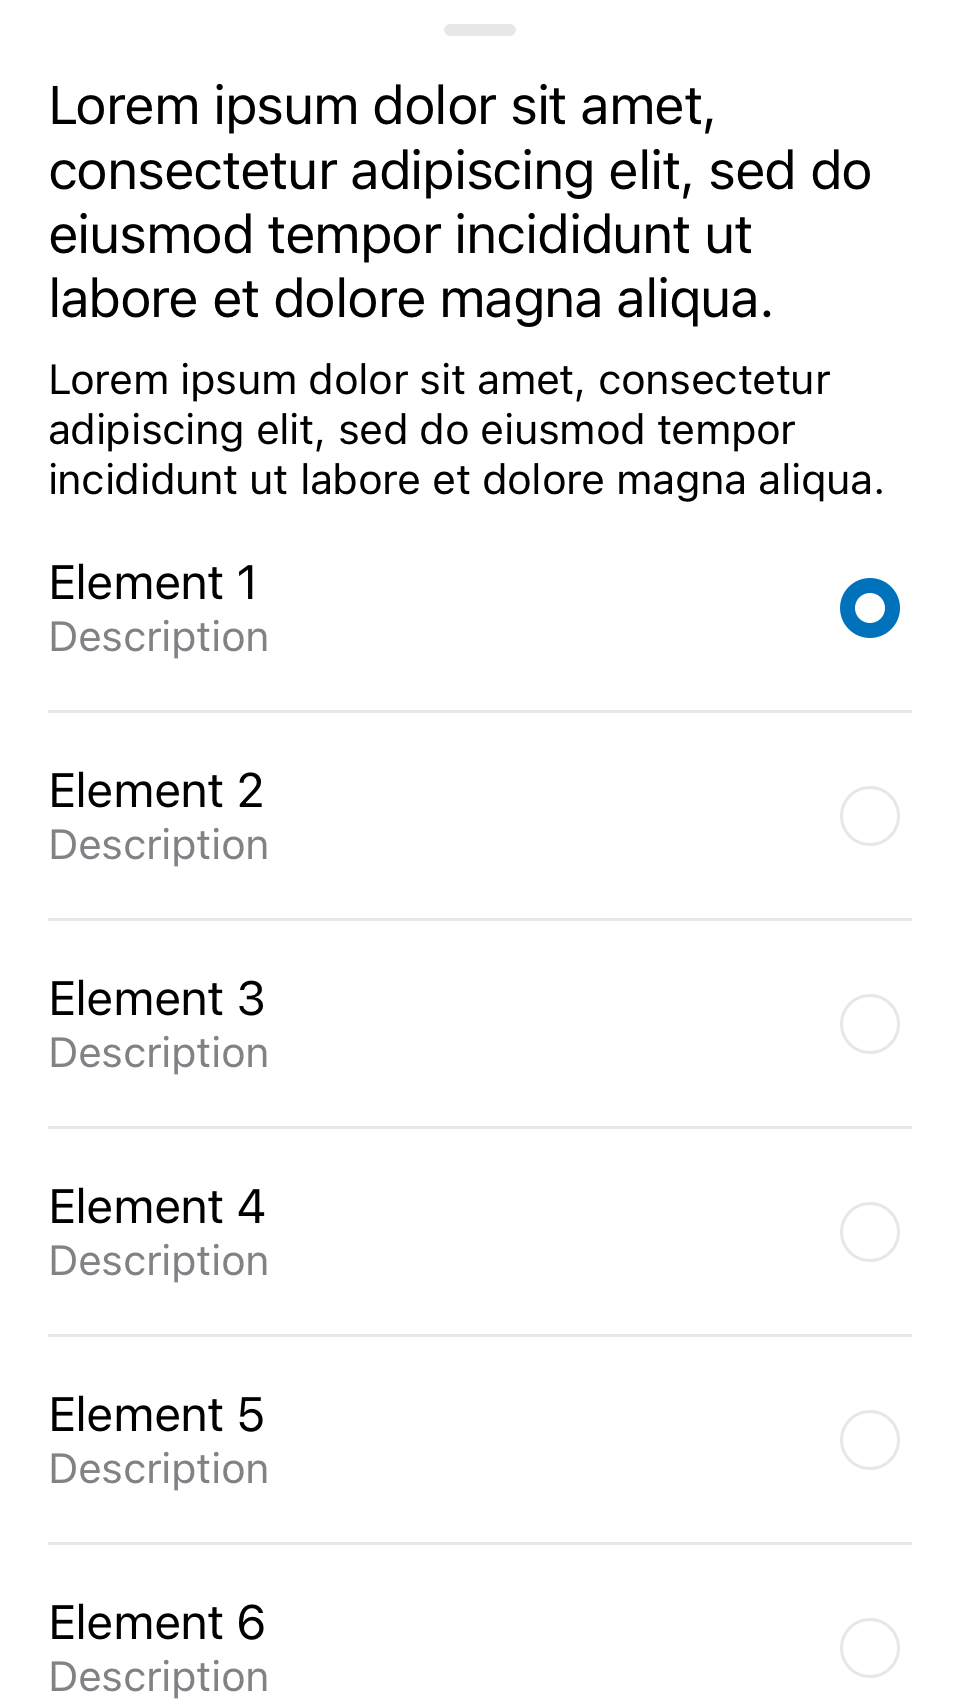 Lorem ipsum dolor sit amet,
consectetur adipiscing elit, sed do
eiusmod tempor incididunt ut
labore et dolore magna aliqua.
Lorem ipsum dolor sit amet, consectetur
adipiscing elit, sed do eiusmod tempor
incididunt ut labore et dolore magna aliqua.
Element 1
Description
Element 2
Description
Element 3
Description
Element 4
Description
Element 5
Description
Element 6
Description